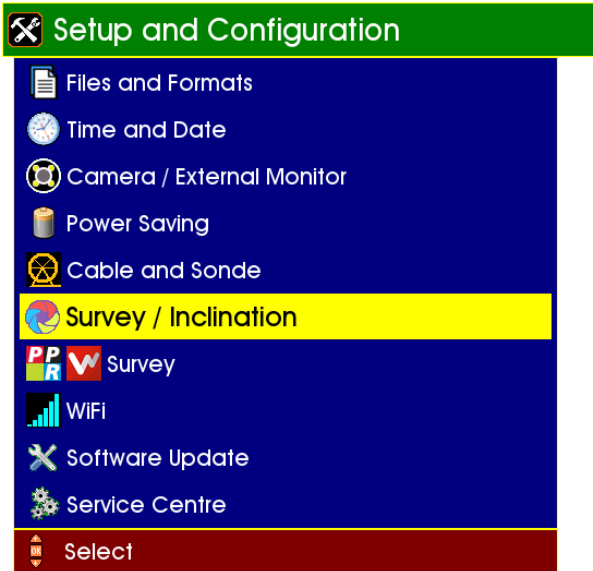 Setup and Configuration
Files and Formats
Time and Date
Camera / External Monitor
Power Saving
Cable and Sonde
Survey / Inclination
PPR W Survey
WiFi
Software Update
Service Centre
OK Select